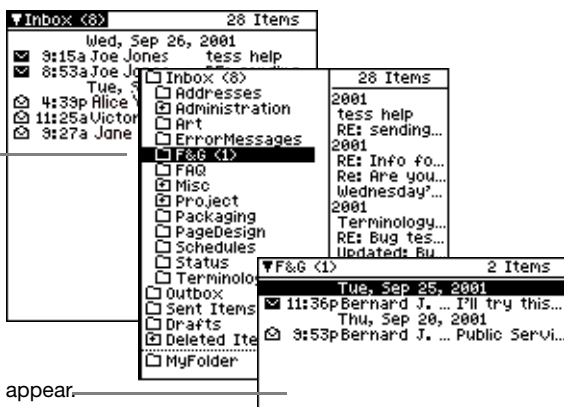 ▼Inbox (8) 28 Items
Wed, Sep 26, 2001
9:15a Joe Jones tess help
8:53a Joe
Tue,
4:39p Alice
11:25a Victor
9:27a Jane
Inbox (8)
Addresses
Administration
Art
ErrorMessages
F&G (1)
FAQ
Misc
Project
Packaging
PageDesign
Schedules
Status
Outbox
Sent Items
Drafts
Deleted Ite
MyFolder
28 Items
2001
tess help
RE: sending...
2001
RE: Info fo...
Re: Are you...
Wednesday'...
2001
Terminology...
RE: Bug tes...
Updated: Bu...
▼F&G (1) 2 Items
Tue, Sep 25, 2001
11:36p Bernard J. ... I'll try this...
Thu, Sep 20, 2001
9:53p Bernard J. ... Public Servi...
appear.